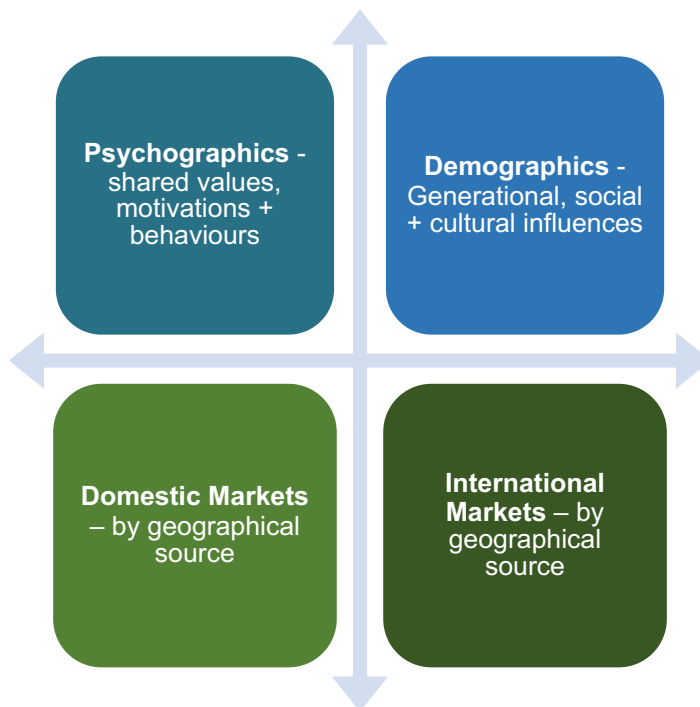 Psychographics -
shared values,
motivations +
behaviours
Demographics -
Generational, social
+ cultural influences
Domestic Markets
– by geographical
source
International
Markets – by
geographical
source